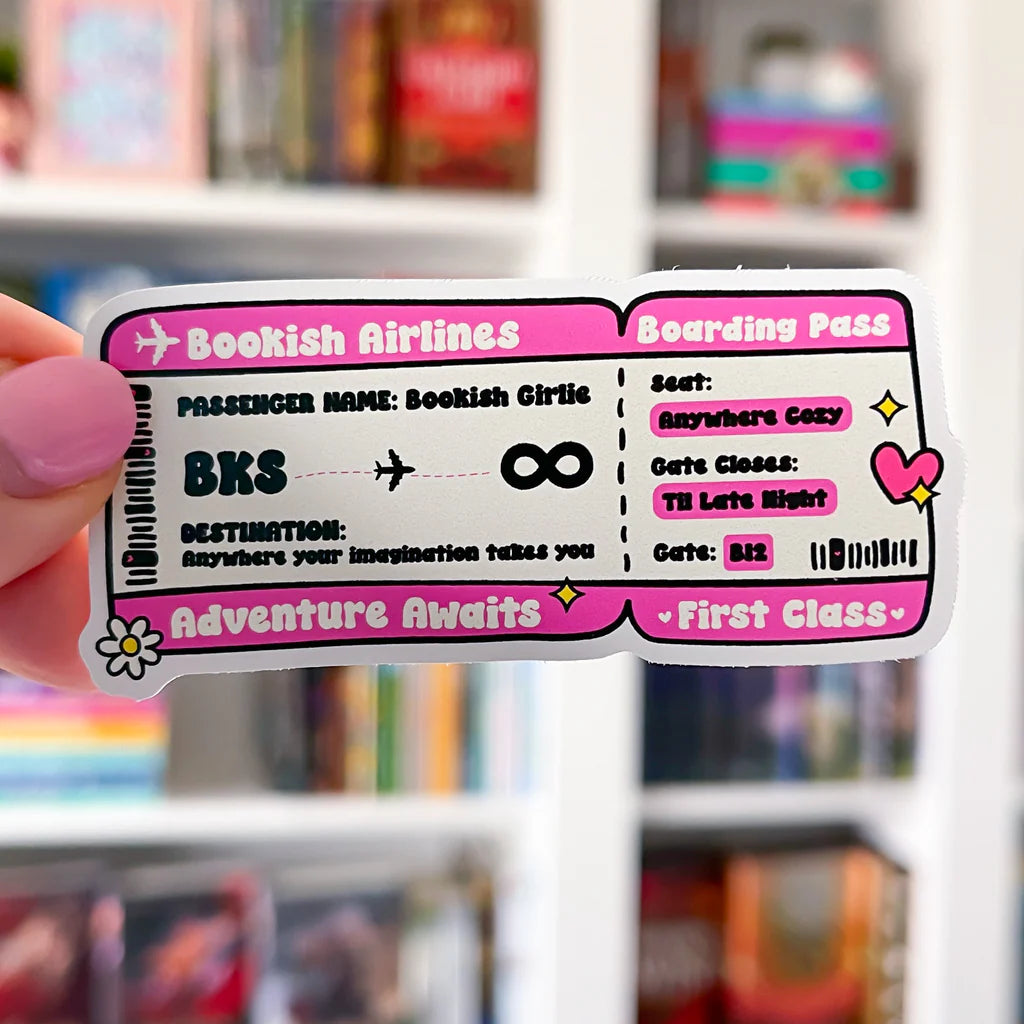 Bookish Airlines
PASSENGER NAME: Bookish Girlie
BKS ∞
DESTINATION:
Anywhere your imagination takes you
Adventure Awaits
Boarding Pass
Seat:
Anywhere Cozy
Gate Closes:
Til Late Night
Gate: B12
First Class